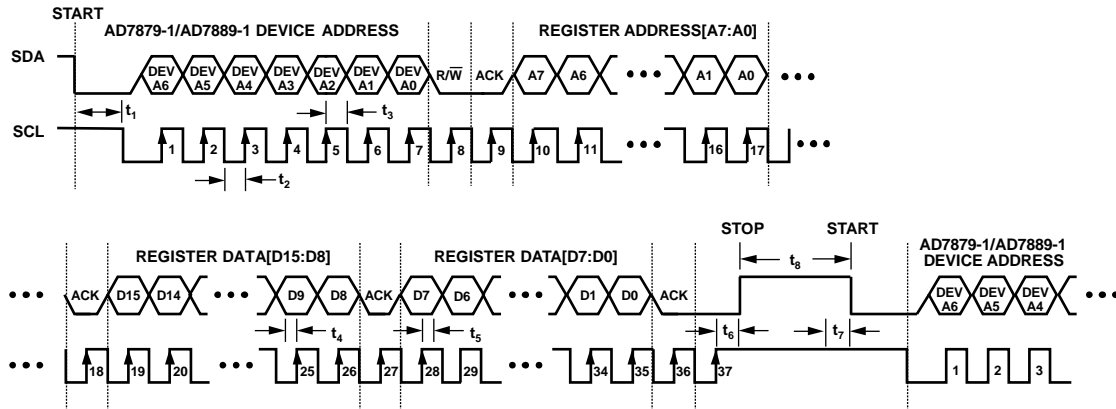 START
AD7879-1/AD7889-1 DEVICE ADDRESS
REGISTER ADDRESS[A7:A0]
SDA
DEV A6
DEV A5
DEV A4
DEV A3
DEV A2
DEV A1
DEV A0
R/W̅
ACK
A7
A6
A1
A0
t1
t3
SCL
1
2
3
4
5
6
7
8
9
10
11
16
17
t2
STOP
START
AD7879-1/AD7889-1
DEVICE ADDRESS
REGISTER DATA[D15:D8]
REGISTER DATA[D7:D0]
t8
ACK
D15
D14
D9
D8
ACK
D7
D6
D1
D0
ACK
DEV A6
DEV A5
DEV A4
t4
t5
t6
t7
18
19
20
25
26
27
28
29
34
35
36
37
1
2
3